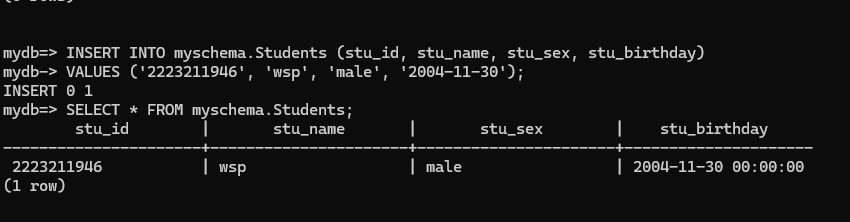 mydb=> INSERT INTO myschema.Students (stu_id, stu_name, stu_sex, stu_birthday)
mydb-> VALUES ('2223211946', 'wsp', 'male', '2004-11-30');
INSERT 0 1
mydb=> SELECT * FROM myschema.Students;
        stu_id        |       stu_name       |       stu_sex        |    stu_birthday
----------------------+----------------------+----------------------+---------------------
 2223211946           | wsp                  | male                 | 2004-11-30 00:00:00
(1 row)